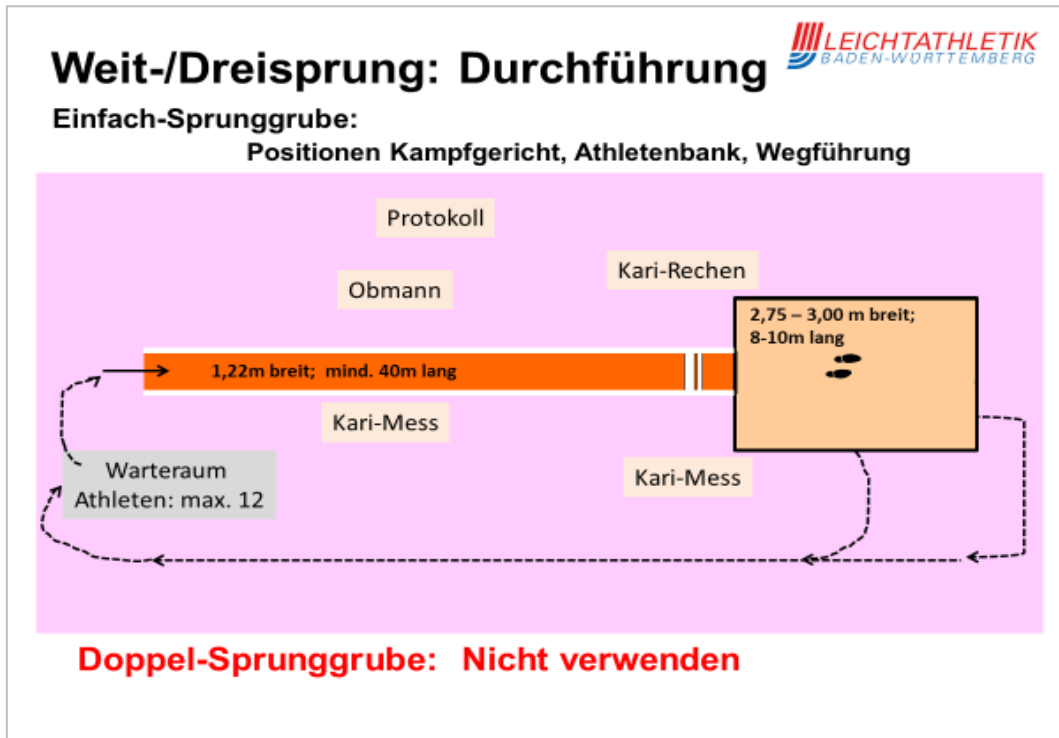 LEICHTATHLETIK
BADEN-WÜRTTEMBERG
Weit-/Dreisprung: Durchführung
Einfach-Sprunggrube:
Positionen Kampfgericht, Athletenbank, Wegführung
Protokoll
Kari-Rechen
Obmann
2,75 – 3,00 m breit;
8-10m lang
1,22m breit; mind. 40m lang
Kari-Mess
Warteraum
Athleten: max. 12
Kari-Mess
Doppel-Sprunggrube: Nicht verwenden